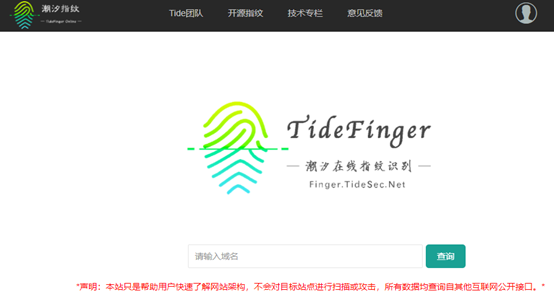 潮汐指纹
TideFinger Online
Tide团队 开源指纹 技术专栏 意见反馈
TideFinger
潮汐在线指纹识别
Finger.TideSec.Net
请输入域名 查询
"声明：本站只是帮助用户快速了解网站架构，不会对目标站点进行扫描或攻击，所有数据均查询自其他互联网公开接口。"